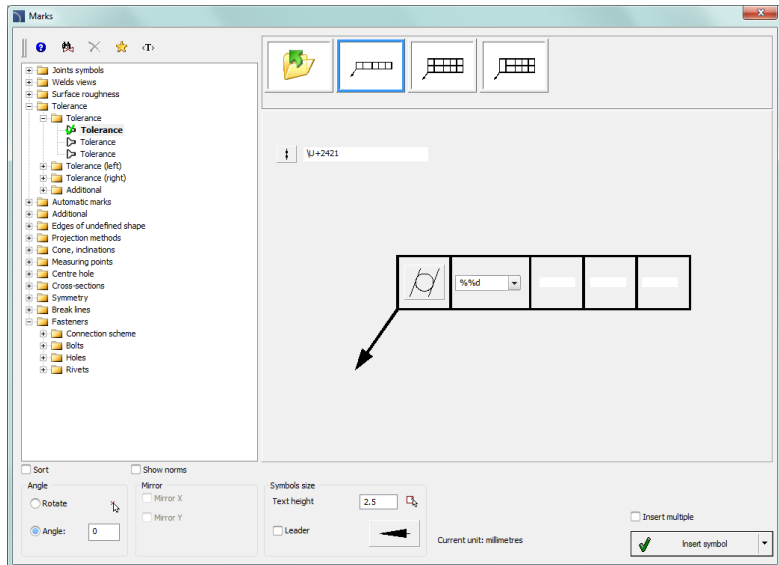 Marks
<T>
Joints symbols
Welds views
Surface roughness
Tolerance
Tolerance
Tolerance
Tolerance
Tolerance
Tolerance (left)
Tolerance (right)
Additional
Automatic marks
Additional
Edges of undefined shape
Projection methods
Cone, inclinations
Measuring points
Centre hole
Cross-sections
Symmetry
Break lines
Fasteners
Connection scheme
Bolts
Holes
Rivets
\U+2421
%%d
Sort
Show norms
Angle
Rotate
Angle:
0
Mirror
Mirror X
Mirror Y
Symbols size
Text height
2.5
Leader
Current unit: millimetres
Insert multiple
Insert symbol